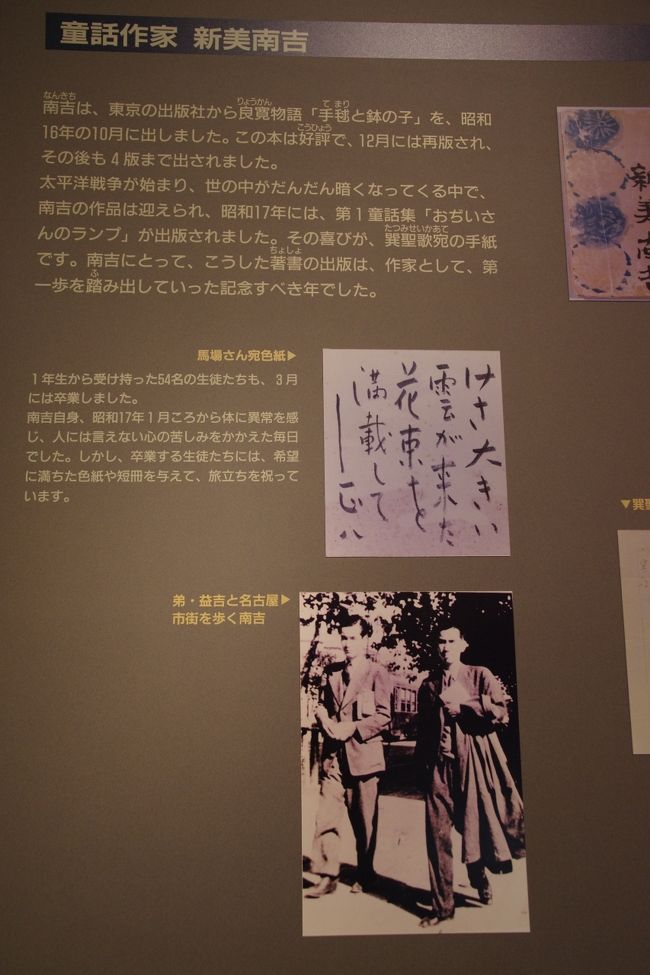 童話作家 新美南吉
なんきち りょうかん て まり
南吉は、東京の出版社から良寛物語「手毬と鉢の子」を、昭和
こうひょう
16年の10月に出しました。この本は好評で、12月には再版され、
その後も4版まで出されました。
太平洋戦争が始まり、世の中がだんだん暗くなってくる中で、
南吉の作品は迎えられ、昭和17年には、第1童話集「おぢいさ
たつみせいかあて
んのランプ」が出版されました。その喜びが、巽聖歌宛の手紙
ちょしょ
です。南吉にとって、こうした著書の出版は、作家として、第
ふ
一歩を踏み出していった記念すべき年でした。
新美南吉
馬場さん宛色紙▶
1年生から受け持った54名の生徒たちも、3月
には卒業しました。
南吉自身、昭和17年1月ころから体に異常を感
じ、人には言えない心の苦しみをかかえた毎日
でした。しかし、卒業する生徒たちには、希望
に満ちた色紙や短冊を与えて、旅立ちを祝って
います。
けさ大きい
雲が来た
花束を
満載して
正八
▼巽聖
弟・益吉と名古屋▶
市街を歩く南吉